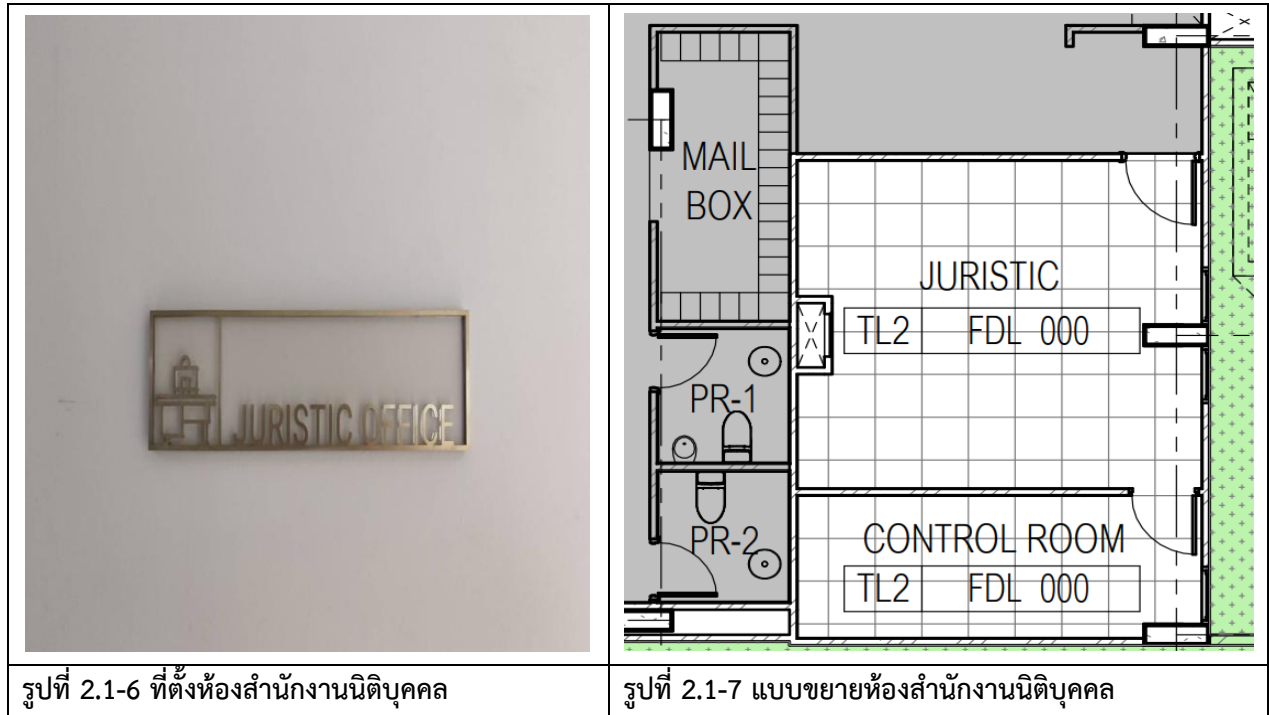 JURISTIC OFFICE
MAIL
BOX
JURISTIC
TL2 FDL 000
PR-1
PR-2
CONTROL ROOM
TL2 FDL 000
รูปที่ 2.1-6 ที่ตั้งห้องสำนักงานนิติบุคคล
รูปที่ 2.1-7 แบบขยายห้องสำนักงานนิติบุคคล